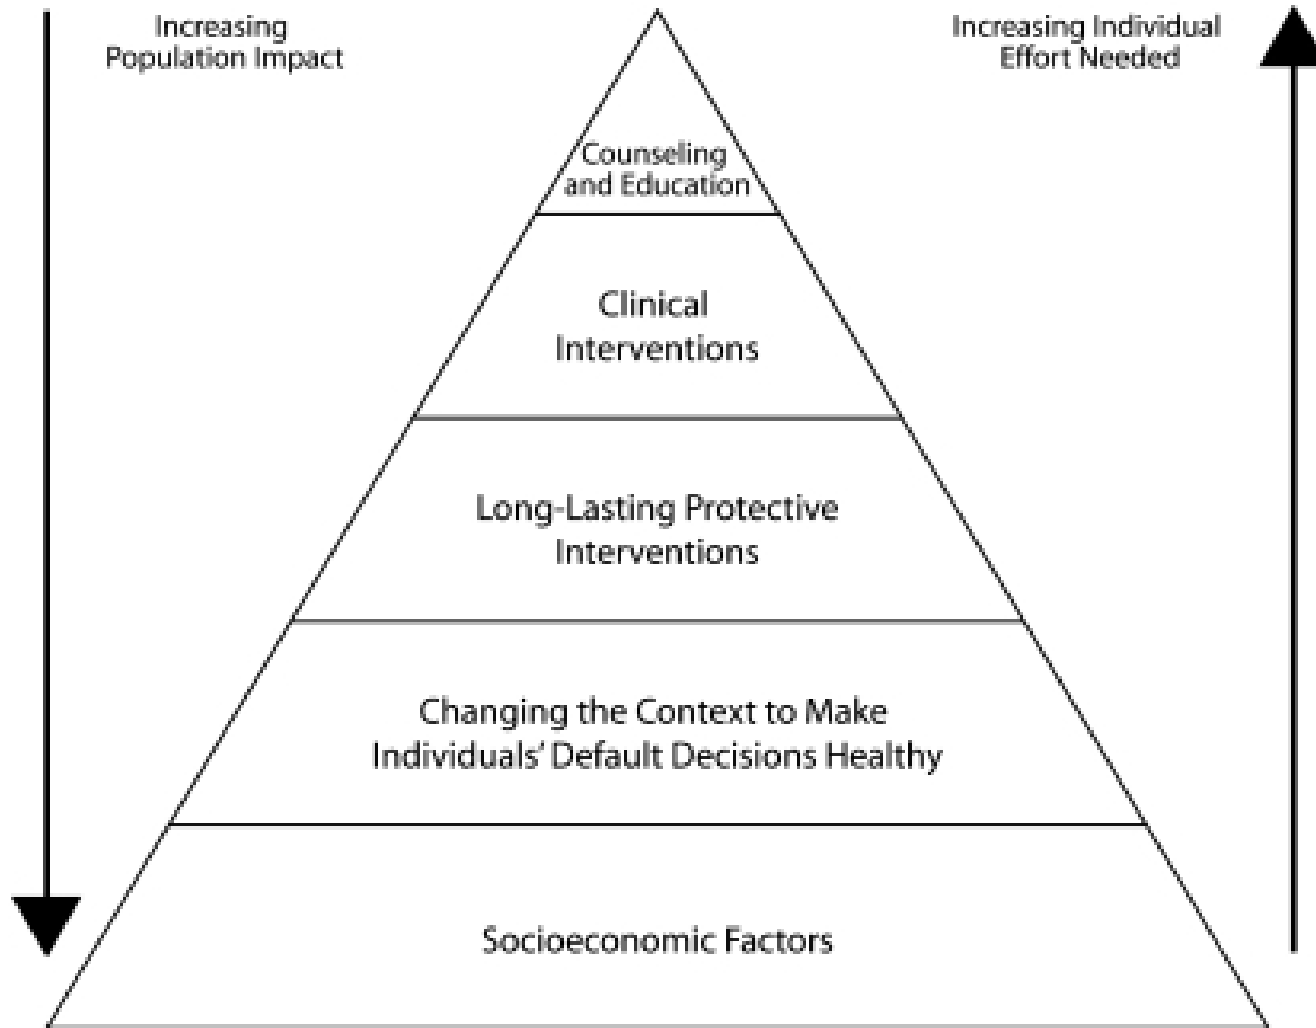 Increasing
Population Impact
Increasing Individual
Effort Needed
Counseling
and Education
Clinical
Interventions
Long-Lasting Protective
Interventions
Changing the Context to Make
Individuals' Default Decisions Healthy
Socioeconomic Factors